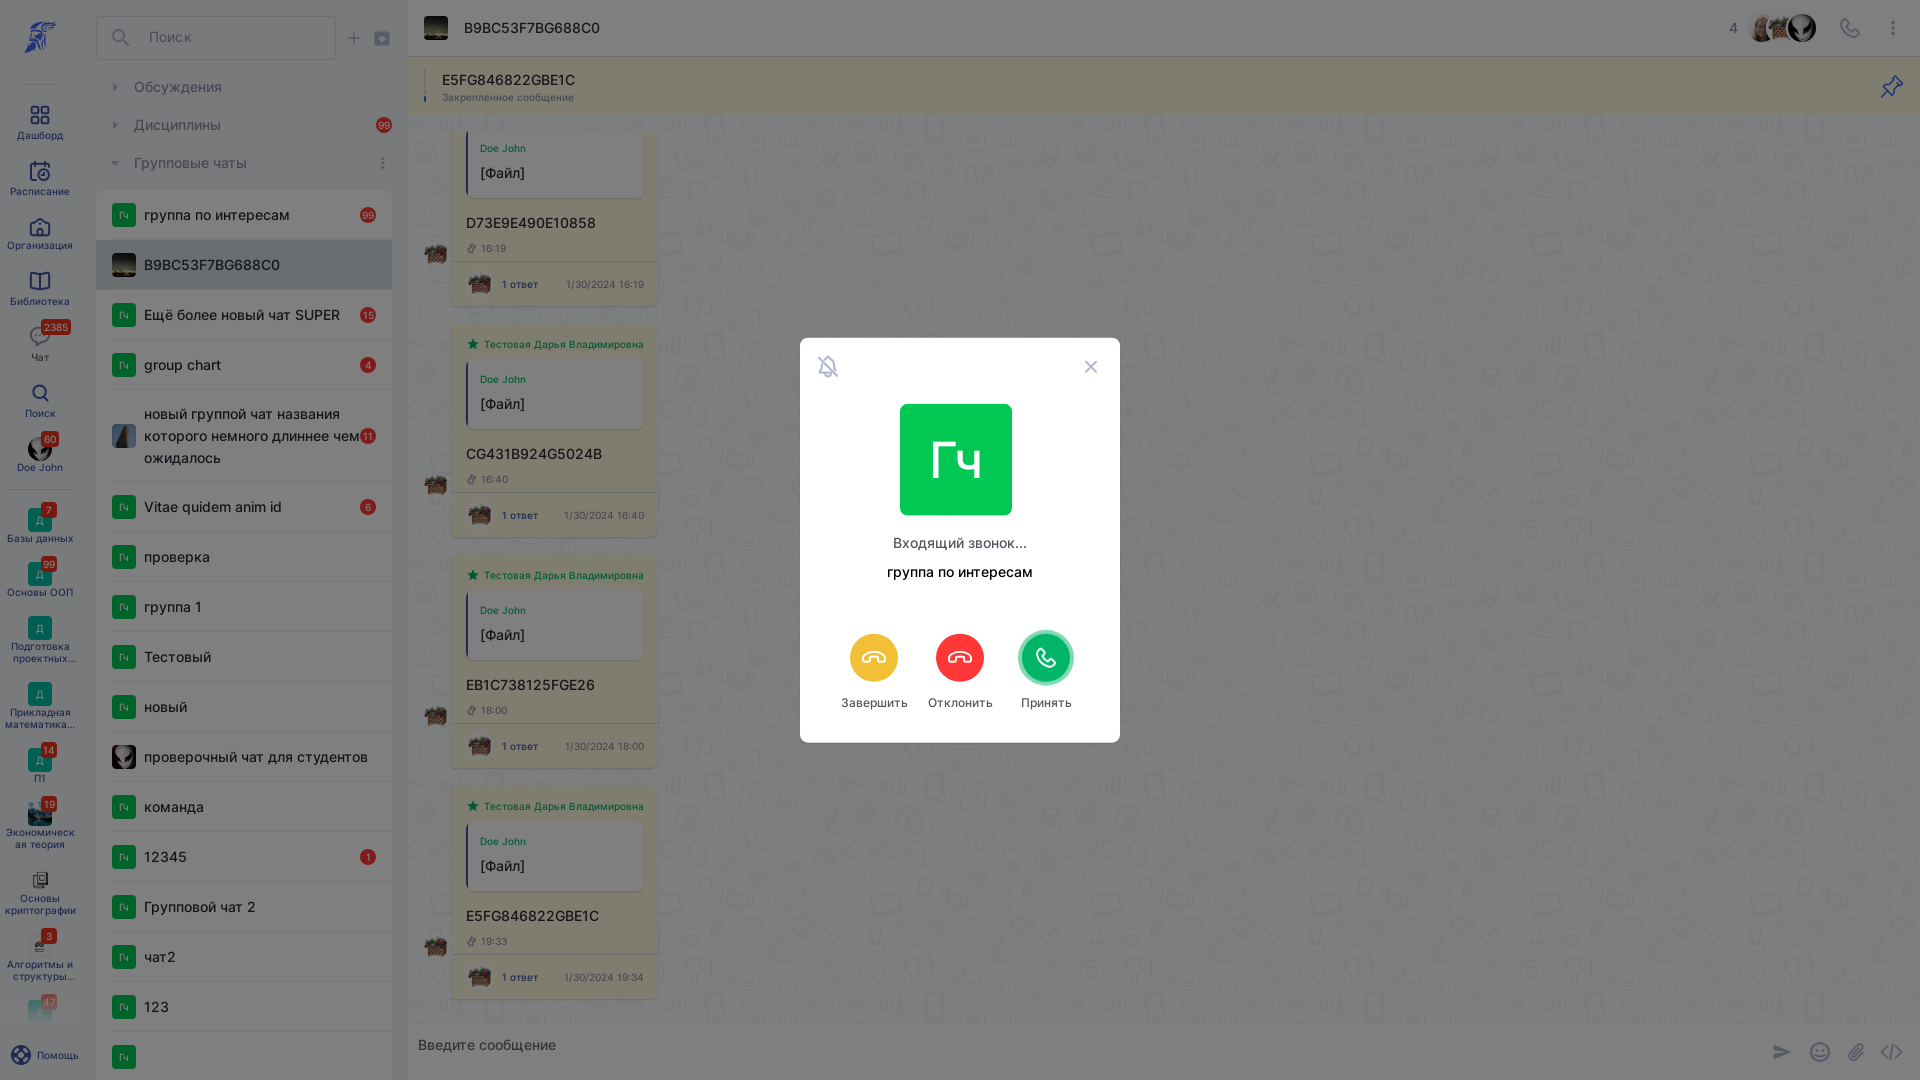 Дашборд
Расписание
Организация
Библиотека
2385
Чат
Поиск
60
Doe John
7
Д
Базы данных
99
Д
Основы ООП
Д
Подготовка
проектных...
Д
Прикладная
математика...
14
Д
П1
19
Экономическ
ая теория
Основы
криптографии
3
Алгоритмы и
структуры...
47
Д
Помощь
Поиск
Обсуждения
Дисциплины
99
Групповые чаты
Гч
группа по интересам
99
B9BC53F7BG688C0
Гч
Ещё более новый чат SUPER
15
Гч
group chart
4
новый группой чат названия
которого немного длиннее чем
ожидалось
11
Гч
Vitae quidem anim id
6
Гч
проверка
Гч
группа 1
Гч
Тестовый
Гч
новый
проверочный чат для студентов
Гч
команда
Гч
12345
1
Гч
Групповой чат 2
Гч
чат2
Гч
123
Гч
B9BC53F7BG688C0
4
E5FG846822GBE1C
Закрепленное сообщение
Doe John
[Файл]
D73E9E490E10858
16:19
1 ответ
1/30/2024 16:19
Тестовая Дарья Владимировна
Doe John
[Файл]
CG431B924G5024B
16:40
1 ответ
1/30/2024 16:40
Тестовая Дарья Владимировна
Doe John
[Файл]
EB1C738125FGE26
18:00
1 ответ
1/30/2024 18:00
Тестовая Дарья Владимировна
Doe John
[Файл]
E5FG846822GBE1C
19:33
1 ответ
1/30/2024 19:34
Введите сообщение
Гч
Входящий звонок...
группа по интересам
Завершить
Отклонить
Принять